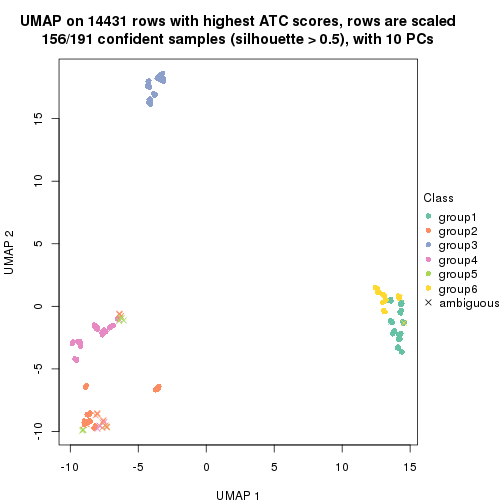 UMAP on 14431 rows with highest ATC scores, rows are scaled
156/191 confident samples (silhouette > 0.5), with 10 PCs
15
10
5
0
-5
-10
UMAP 2
-10
-5
0
5
10
15
UMAP 1
Class
group1
group2
group3
group4
group5
group6
ambiguous